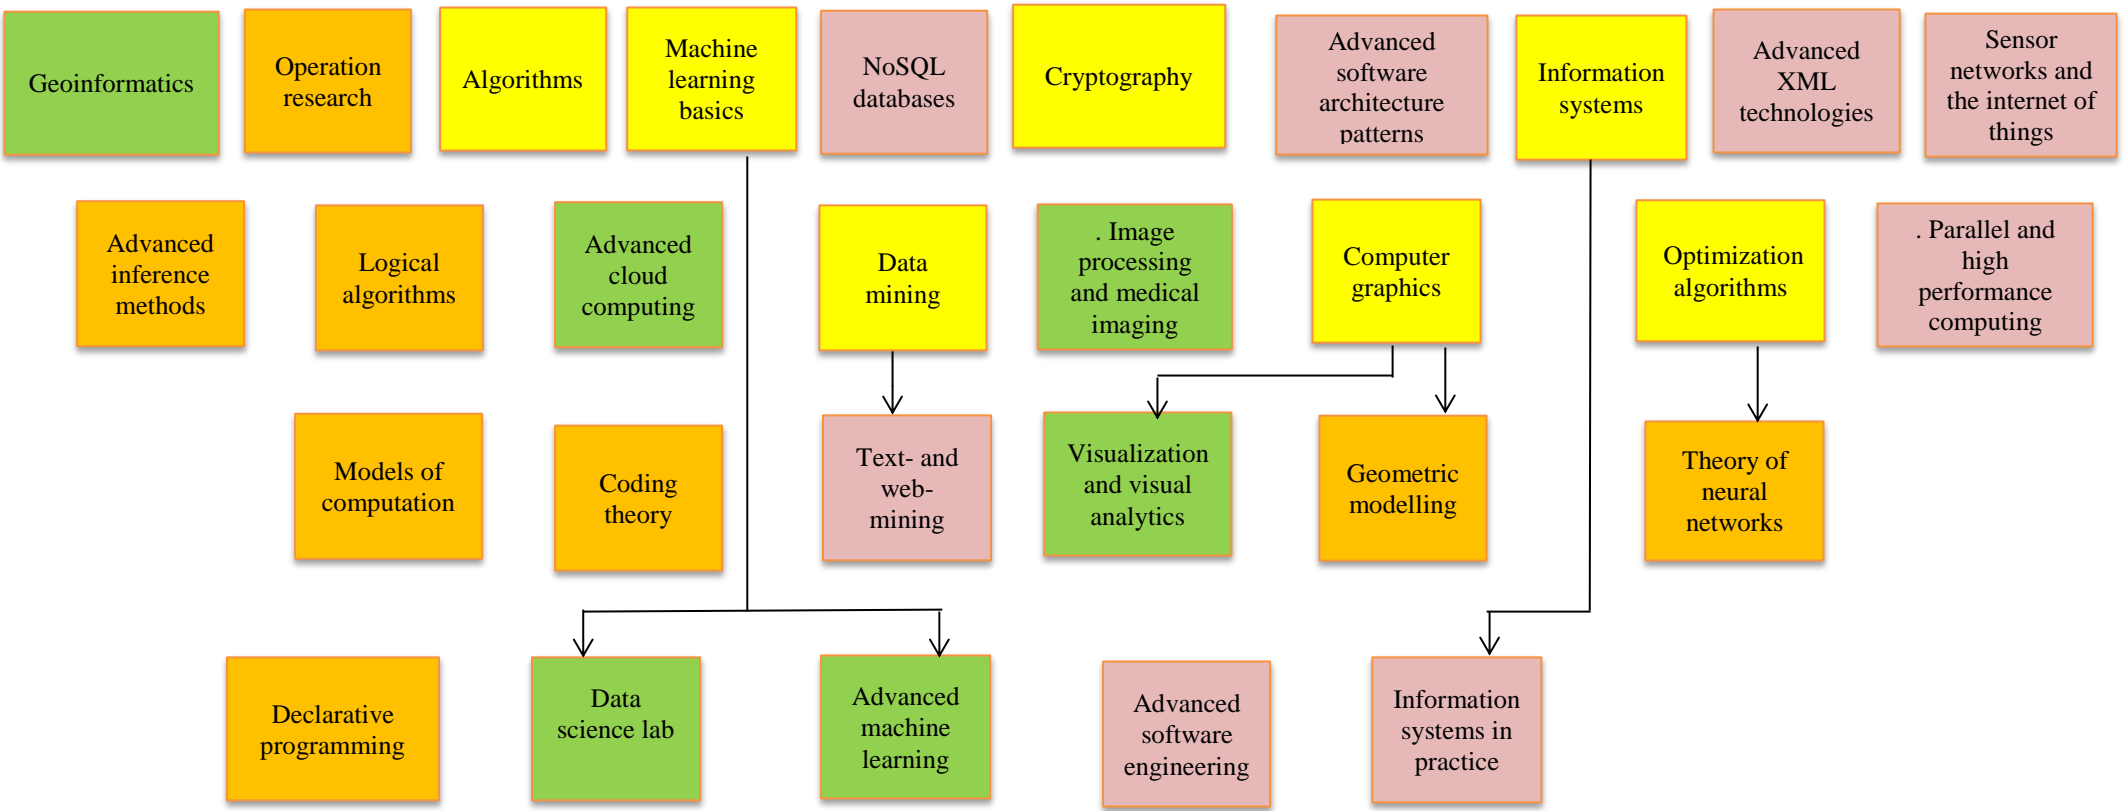 Geoinformatics
Operation
research
Algorithms
Machine
learning
basics
NoSQL
databases
Cryptography
Advanced
software
architecture
patterns
Information
systems
Advanced
XML
technologies
Sensor
networks and
the internet of
things
Advanced
inference
methods
Logical
algorithms
Advanced
cloud
computing
Data
mining
. Image
processing
and medical
imaging
Computer
graphics
Optimization
algorithms
. Parallel and
high
performance
computing
Models of
computation
Coding
theory
Text- and
web-
mining
Visualization
and visual
analytics
Geometric
modelling
Theory of
neural
networks
Declarative
programming
Data
science lab
Advanced
machine
learning
Advanced
software
engineering
Information
systems in
practice